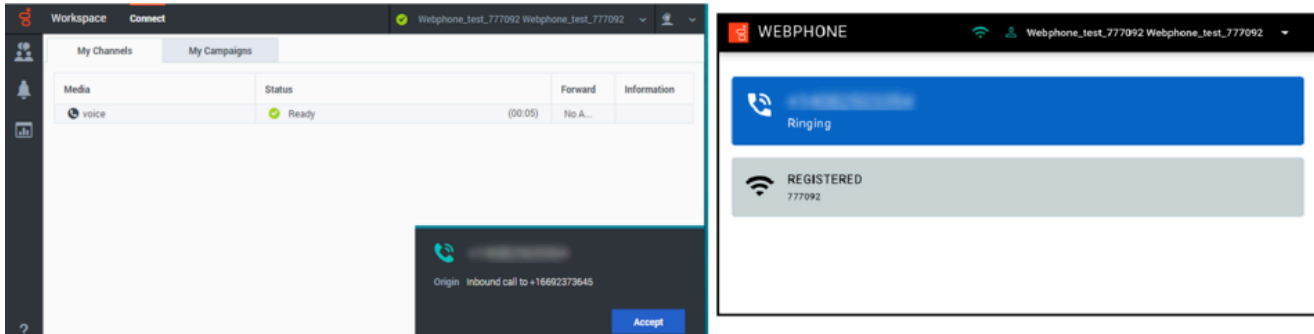 Workspace Connect Webphone_test_777092 Webphone_test_777092
My Channels My Campaigns
Media Status Forward Information
voice Ready (00:05) No A...
Origin Inbound call to +16692373645
Accept
?
WEBPHONE Webphone_test_777092 Webphone_test_777092
Ringing
REGISTERED
777092